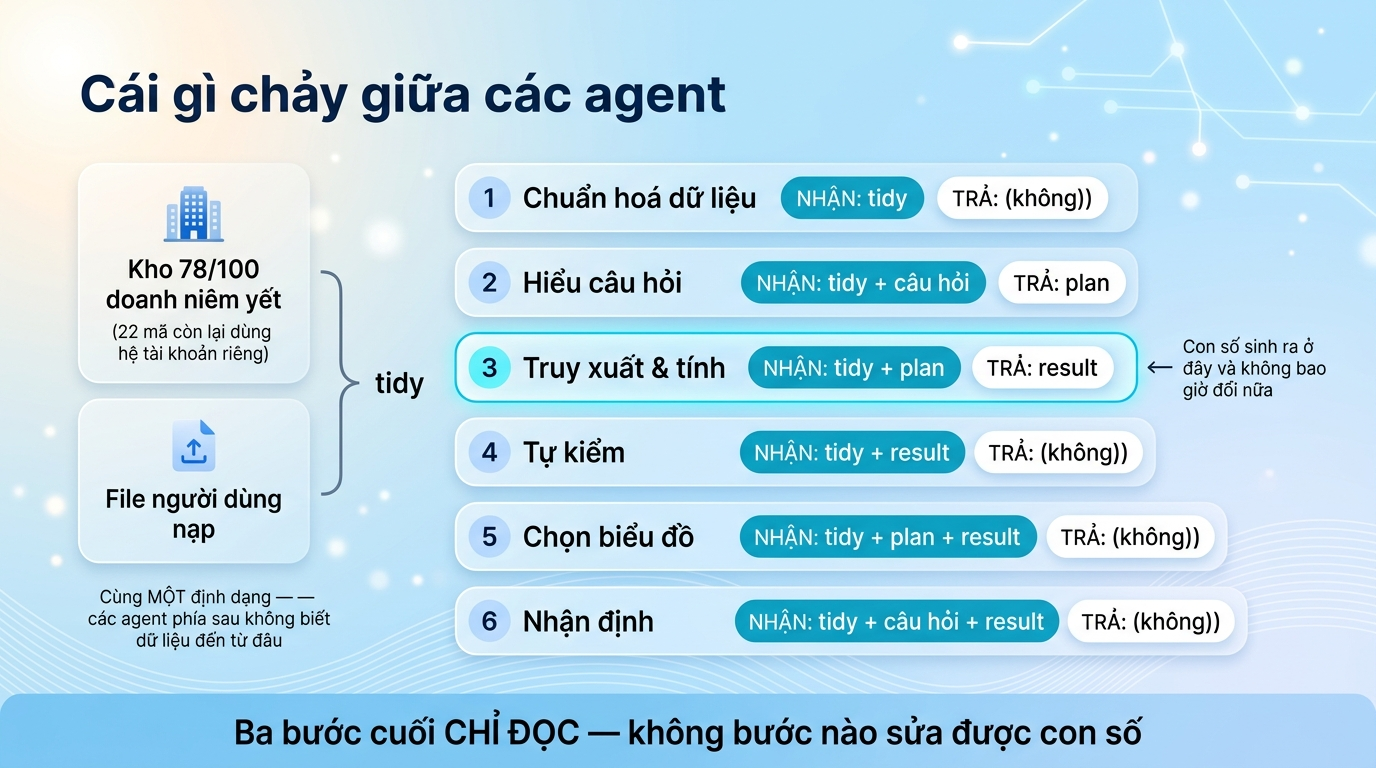 Cái gì chảy giữa các agent
Kho 78/100
doanh niêm yết
(22 mã còn lại dùng
hệ tài khoản riêng)
File người dùng
nạp
Cùng MỘT định dạng — —
các agent phía sau không biết
dữ liệu đến từ đâu
tidy
1 Chuẩn hoá dữ liệu NHẬN: tidy TRẢ: (không))
2 Hiểu câu hỏi NHẬN: tidy + câu hỏi TRẢ: plan
3 Truy xuất & tính NHẬN: tidy + plan TRẢ: result
← Con số sinh ra ở
đây và không bao
giờ đổi nữa
4 Tự kiểm NHẬN: tidy + result TRẢ: (không))
5 Chọn biểu đồ NHẬN: tidy + plan + result TRẢ: (không))
6 Nhận định NHẬN: tidy + câu hỏi + result TRẢ: (không))
Ba bước cuối CHỈ ĐỌC — không bước nào sửa được con số